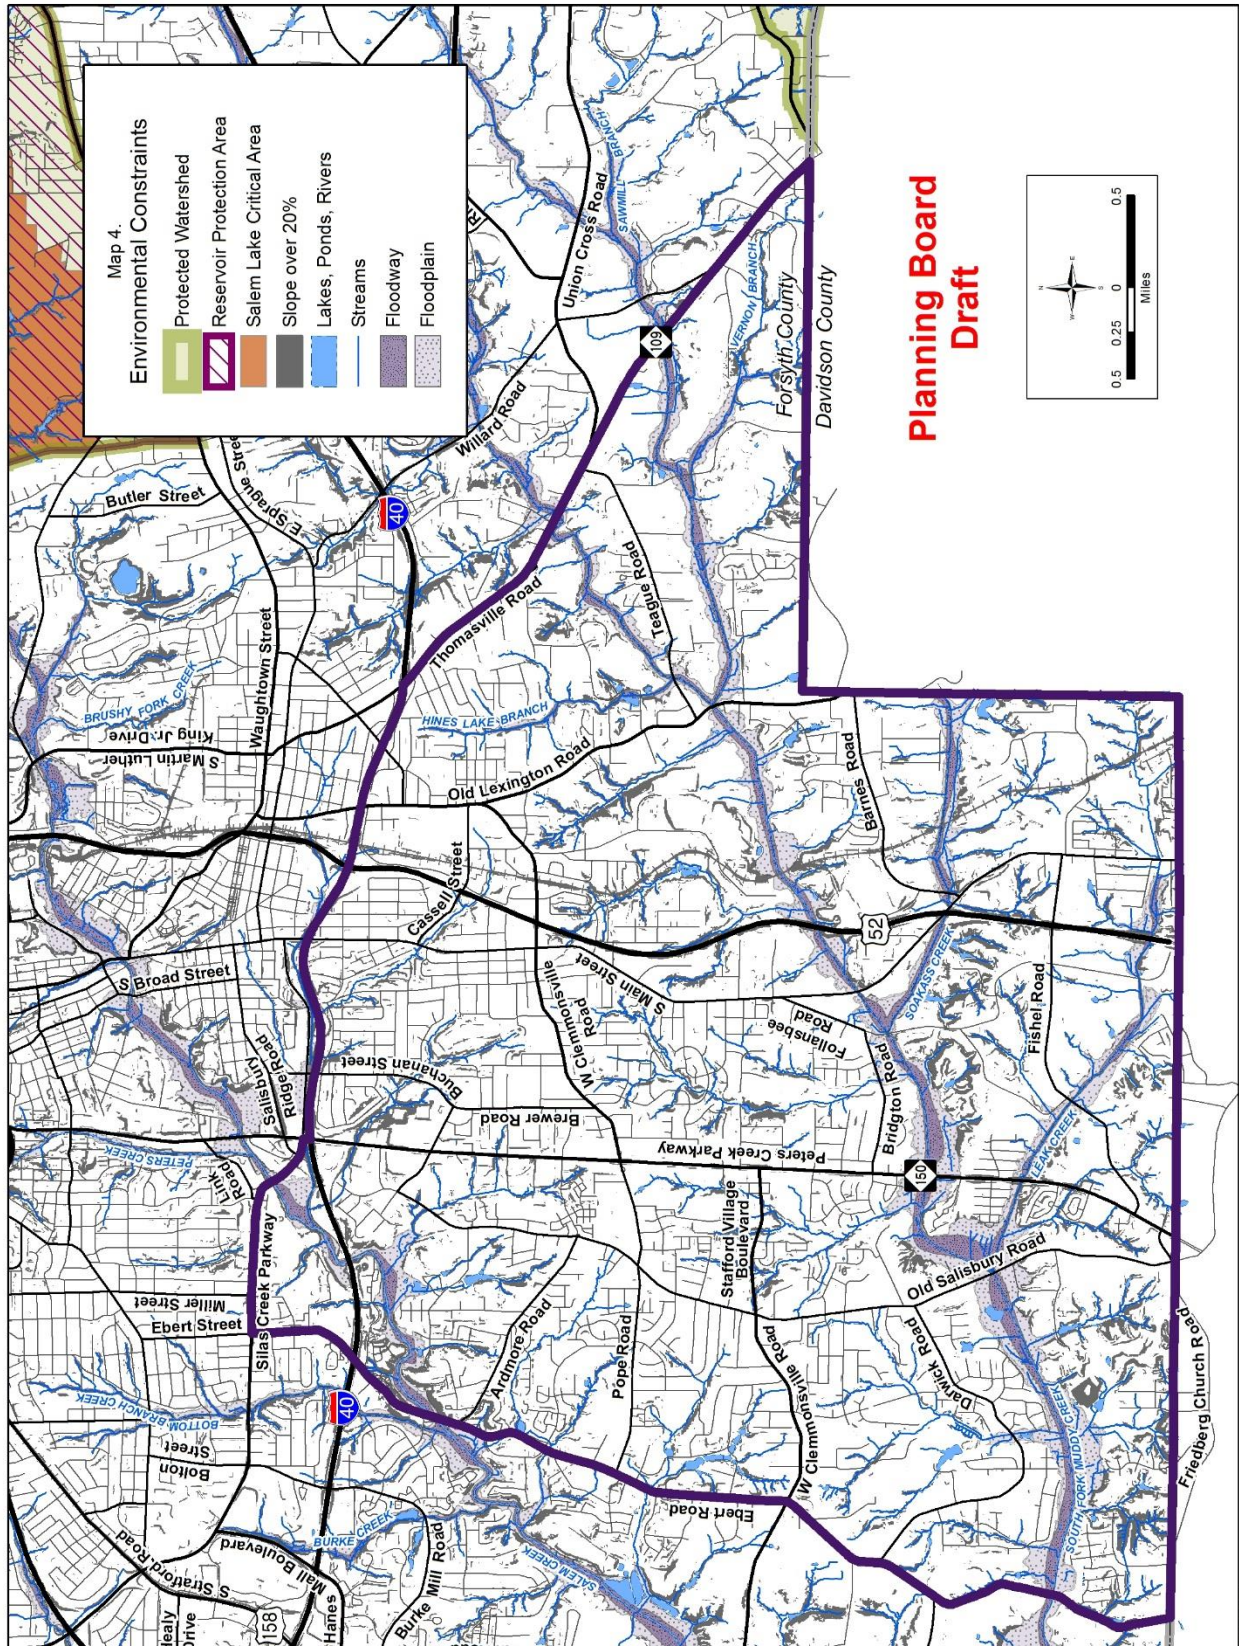 Map 4.
Environmental Constraints
Protected Watershed
Reservoir Protection Area
Salem Lake Critical Area
Slope over 20%
Lakes, Ponds, Rivers
Streams
Floodway
Floodplain
Planning Board
Draft
N
W
E
S
0.5
0.25
0
0.5
Miles
S Stratford Road
158
Hanes
Mall Boulevard
Bolton
Street
BURKE CREEK
Burke Mill Road
BOTTOM BRANCH CREEK
Ebert Street
Miller Street
Silas Creek Parkway
Link
Road
PETERS CREEK
Salisbury
Ridge Road
S Broad Street
Waughtown Street
S Martin Luther
King Jr. Drive
BRUSHY FORK CREEK
Butler Street
E Sprague Street
40
40
Willard Road
Union Cross Road
SAWMILL BRANCH
109
VERNON BRANCH
Forsyth County
Davidson County
Thomasville Road
Teague Road
HINES LAKE BRANCH
Old Lexington Road
Cassell Street
Buchanan Street
Brewer Road
W Clemmonsville
Road
S Main Street
Follansbee
Road
Barnes Road
52
SOAKASS CREEK
Bridgton Road
Peters Creek Parkway
150
Fishel Road
LEAK CREEK
Stafford Village
Boulevard
Ardmore Road
Pope Road
Ebert Road
SALEM CREEK
W Clemmonsville Road
Old Salisbury Road
Darwick Road
SOUTH FORK MUDDY CREEK
Friedberg Church Road